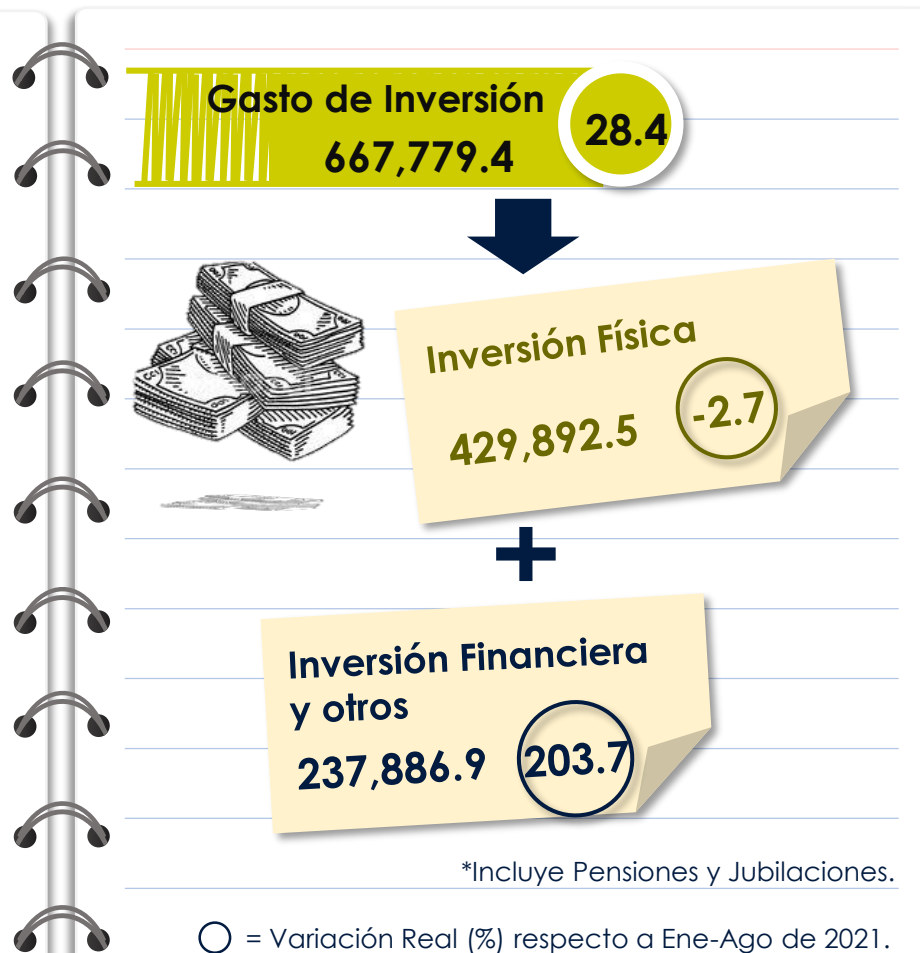 Gasto de Inversión
667,779.4
28.4
Inversión Física
429,892.5
-2.7
+
Inversión Financiera
y otros
237,886.9
203.7
*Incluye Pensiones y Jubilaciones.
= Variación Real (%) respecto a Ene-Ago de 2021.